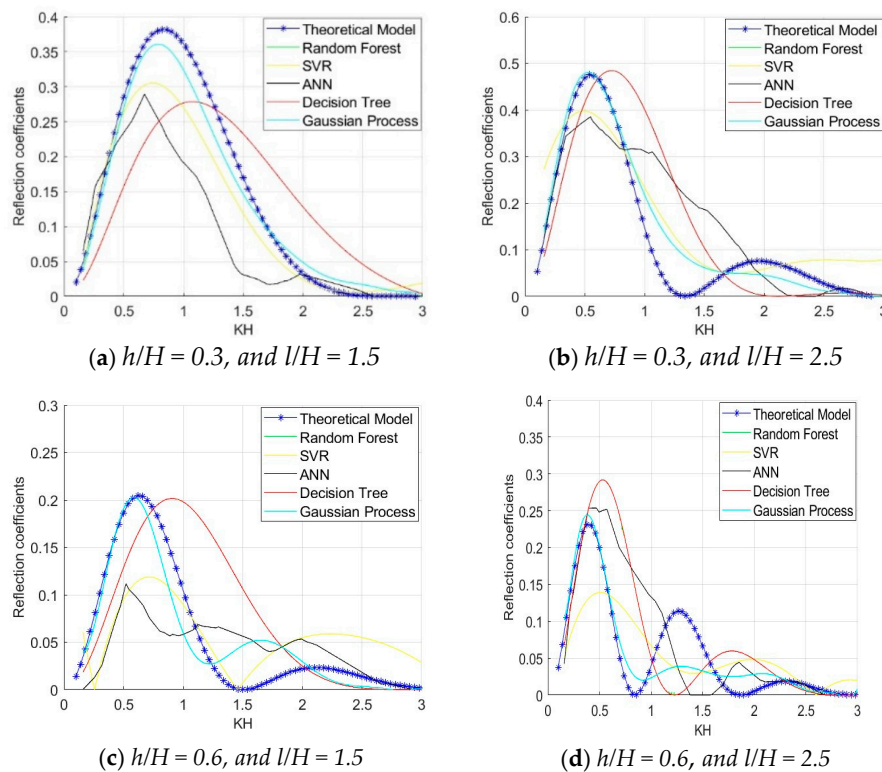 0.4
0.35
0.3
0.25
0.2
0.15
0.1
0.05
0
Reflection coefficients
Theoretical Model
Random Forest
SVR
ANN
Decision Tree
Gaussian Process
0 0.5 1 1.5 2 2.5 3
KH
(a) h/H = 0.3, and l/H = 1.5
0.6
0.5
0.4
0.3
0.2
0.1
0
Reflection coefficients
Theoretical Model
Random Forest
SVR
ANN
Decision Tree
Gaussian Process
0 0.5 1 1.5 2 2.5 3
KH
(b) h/H = 0.3, and l/H = 2.5
0.3
0.25
0.2
0.15
0.1
0.05
0
Reflection coefficients
Theoretical Model
Random Forest
SVR
ANN
Decision Tree
Gaussian Process
0 0.5 1 1.5 2 2.5 3
KH
(c) h/H = 0.6, and l/H = 1.5
0.4
0.35
0.3
0.25
0.2
0.15
0.1
0.05
0
Reflection coefficients
Theoretical Model
Random Forest
SVR
ANN
Decision Tree
Gaussian Process
0 0.5 1 1.5 2 2.5 3
KH
(d) h/H = 0.6, and l/H = 2.5